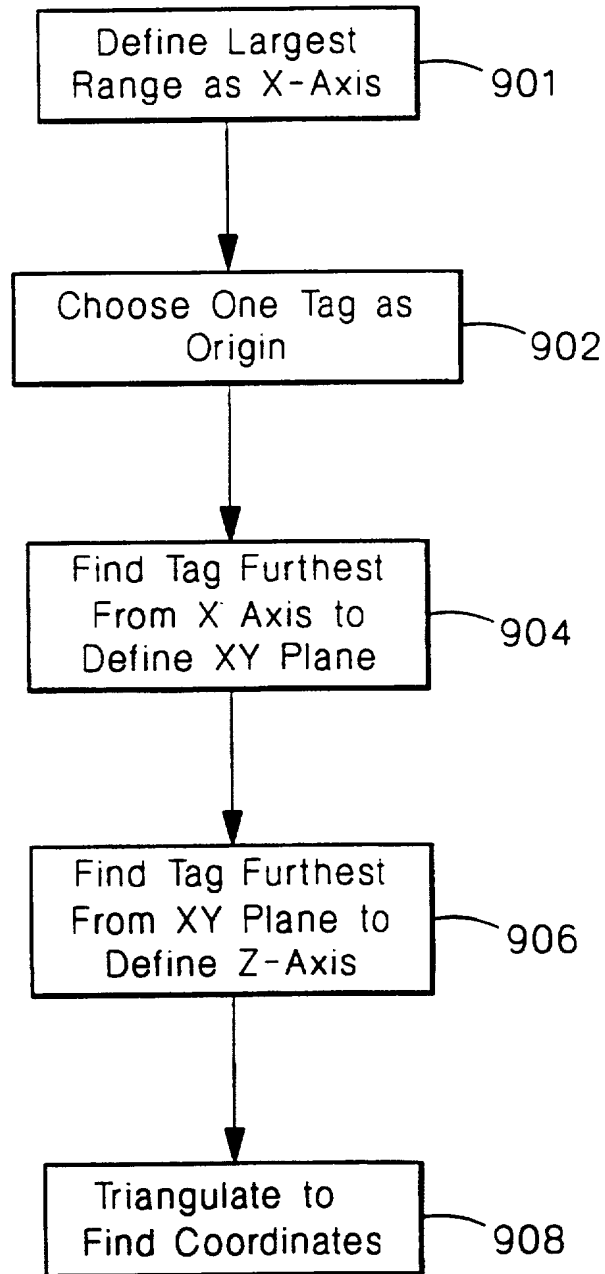 Define Largest
Range as X-Axis
901
Choose One Tag as
Origin
902
Find Tag Furthest
From X Axis to
Define XY Plane
904
Find Tag Furthest
From XY Plane to
Define Z-Axis
906
Triangulate to
Find Coordinates
908